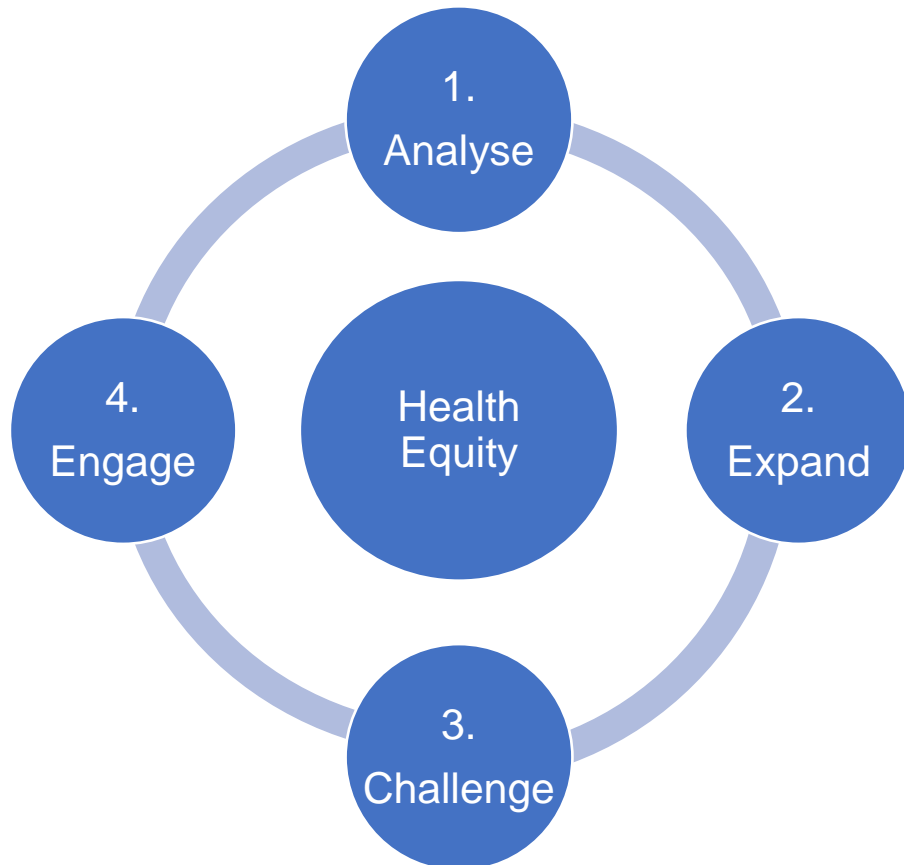 1.
Analyse
2.
Expand
3.
Challenge
4.
Engage
Health
Equity